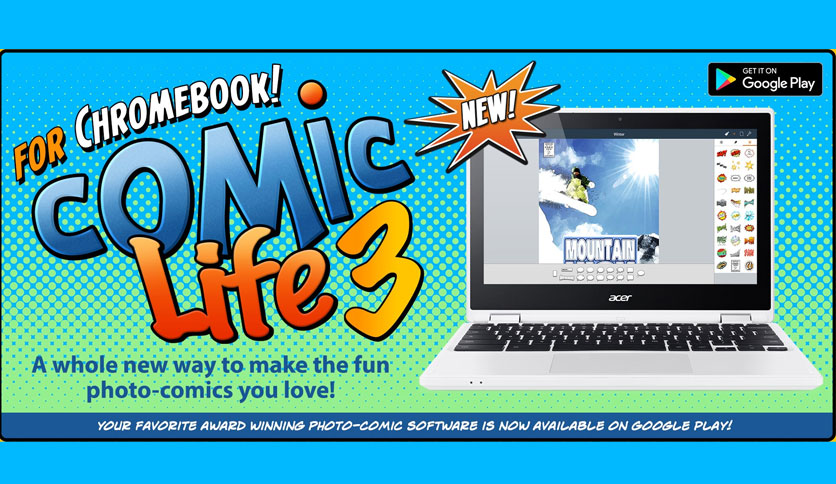 FOR CHROMEBOOK!
COMiC
Life 3
NEW!
GET IT ON
Google Play
Winter
MOUNTAIN
acer
A whole new way to make the fun
photo-comics you love!
YOUR FAVORITE AWARD WINNING PHOTO-COMIC SOFTWARE IS NOW AVAILABLE ON GOOGLE PLAY!